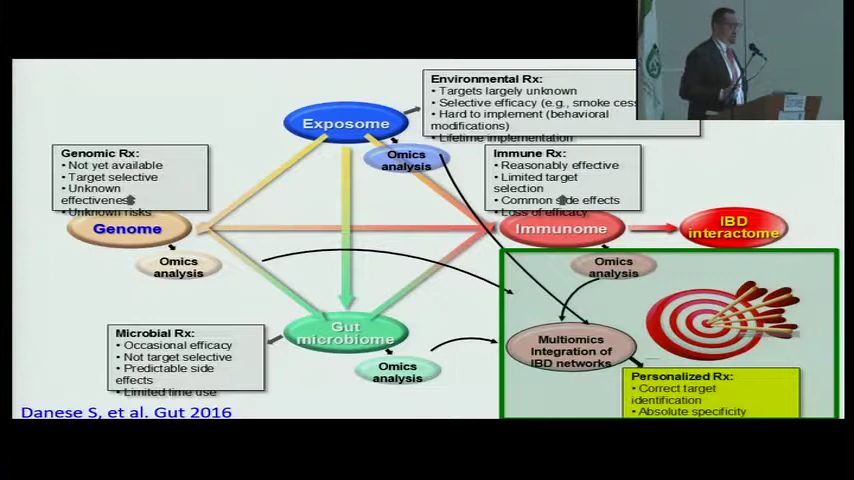 Environmental Rx:
• Targets largely unknown
• Selective efficacy (e.g., smoke cess
• Hard to implement (behavioral
modifications)
• Lifetime implementation
Exposome
Omics
analysis
Genomic Rx:
• Not yet available
• Target selective
• Unknown
effectiveness
• Unknown risks
Immune Rx:
• Reasonably effective
• Limited target
selection
• Common side effects
• Loss of efficacy
Genome
Immunome
IBD
interactome
Omics
analysis
Omics
analysis
Microbial Rx:
• Occasional efficacy
• Not target selective
• Predictable side
effects
• Limited time use
Gut
microbiome
Omics
analysis
Multiomics
Integration of
IBD networks
Personalized Rx:
• Correct target
identification
• Absolute specificity
Danese S, et al. Gut 2016